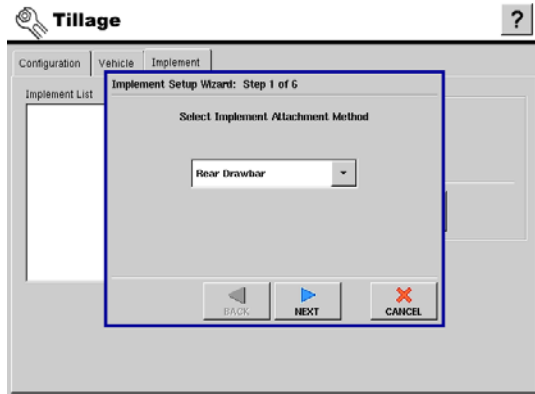 Tillage
?
Configuration Vehicle Implement
Implement List
Implement Setup Wizard: Step 1 of 6
Select Implement Attachment Method
Rear Drawbar
BACK NEXT CANCEL